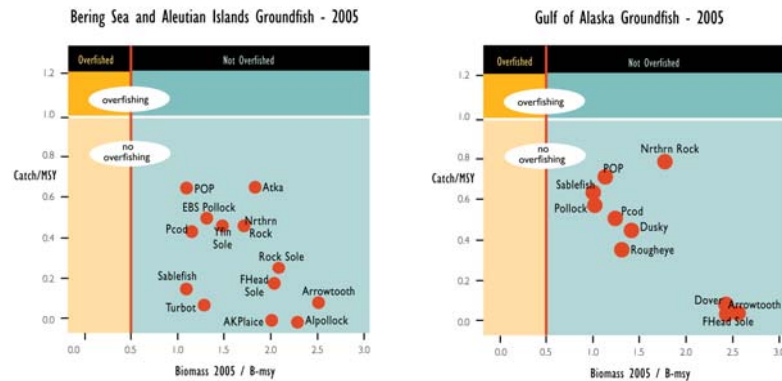 Bering Sea and Aleutian Islands Groundfish - 2005
Overfished
Not Overfished
1.2
overfishing
1.0
no
overfishing
0.8
Catch/MSY
POP
Atka
0.6
EBS Pollock
Nrthrn
Rock
Pcod
Yfin
Sole
0.4
Rock Sole
Sablefish
FHead
Sole
Arrowtooth
0.2
Turbot
AKPlaice
AIpollock
0.0
0.0 0.5 1.0 1.5 2.0 2.5 3.0
Biomass 2005 / B-msy
Gulf of Alaska Groundfish - 2005
Overfished
Not Overfished
1.2
overfishing
1.0
no
overfishing
Nrthrn Rock
0.8
Catch/MSY
POP
Sablefish
0.6
Pollock
Pcod
Dusky
0.4
Rougheye
0.2
Dover
Arrowtooth
FHead Sole
0.0
0.0 0.5 1.0 1.5 2.0 2.5 3.0
Biomass 2005 / B-msy